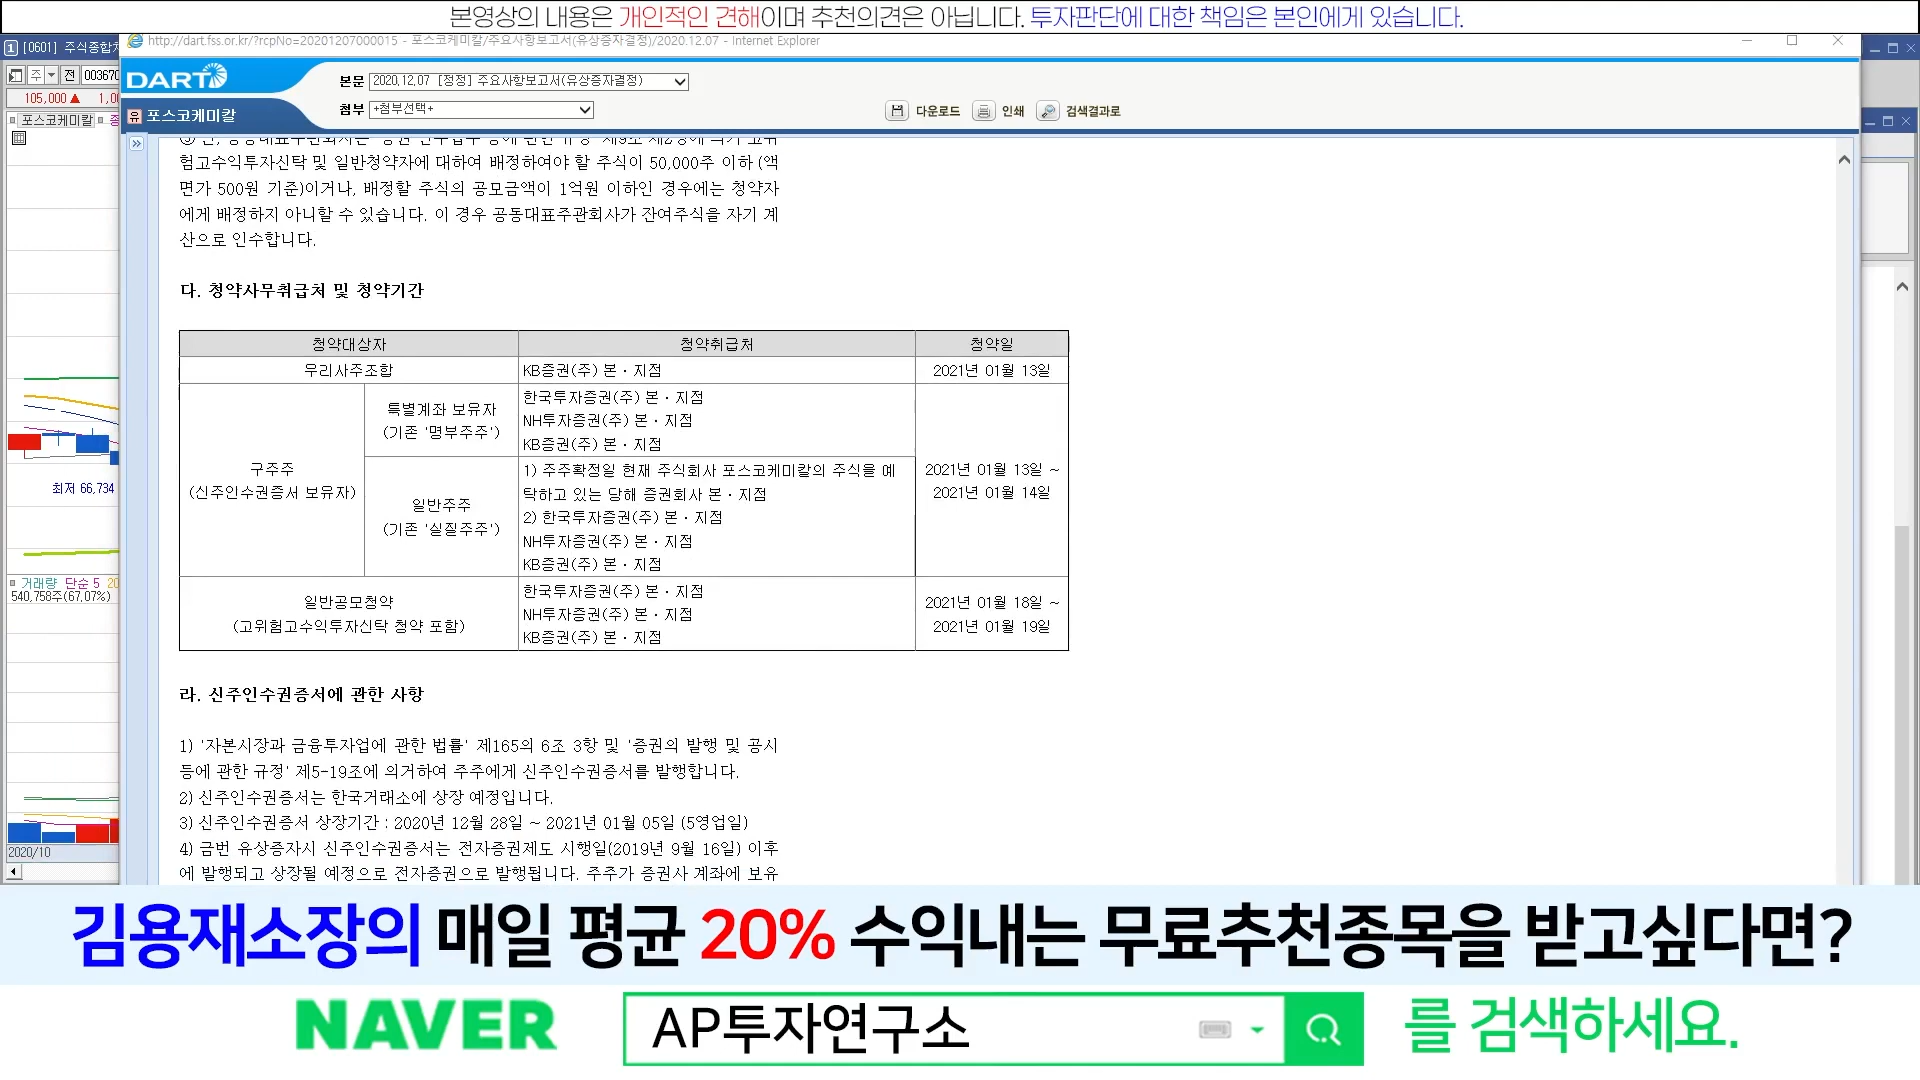 본영상의 내용은 개인적인 견해이며 추천의견은 아닙니다. 투자판단에 대한 책임은 본인에게 있습니다.
1 [0601] 주식종합차
http://dart.fss.or.kr/?rcpNo=20201207000015 - 포스코케미칼/주요사항보고서(유상증자결정)/2020.12.07 - Internet Explorer
주 전 003670
105,000 ▲ 1,0
포스코케미칼
DART
본문 2020.12.07 [정정] 주요사항보고서(유상증자결정)
첨부 +첨부선택+
다운로드 인쇄 검색결과로
유 포스코케미칼
험고수익투자신탁 및 일반청약자에 대하여 배정하여야 할 주식이 50,000주 이하 (액
면가 500원 기준)이거나, 배정할 주식의 공모금액이 1억원 이하인 경우에는 청약자
에게 배정하지 아니할 수 있습니다. 이 경우 공동대표주관회사가 잔여주식을 자기 계
산으로 인수합니다.
다. 청약사무취급처 및 청약기간
청약대상자 청약취급처 청약일
우리사주조합 KB증권(주) 본ㆍ지점 2021년 01월 13일
구주주
(신주인수권증서 보유자)
특별계좌 보유자
(기존 '명부주주')
한국투자증권(주) 본ㆍ지점
NH투자증권(주) 본ㆍ지점
KB증권(주) 본ㆍ지점
일반주주
(기존 '실질주주')
1) 주주확정일 현재 주식회사 포스코케미칼의 주식을 예
탁하고 있는 당해 증권회사 본ㆍ지점
2) 한국투자증권(주) 본ㆍ지점
NH투자증권(주) 본ㆍ지점
KB증권(주) 본ㆍ지점
2021년 01월 13일 ~
2021년 01월 14일
일반공모청약
(고위험고수익투자신탁 청약 포함)
한국투자증권(주) 본ㆍ지점
NH투자증권(주) 본ㆍ지점
KB증권(주) 본ㆍ지점
2021년 01월 18일 ~
2021년 01월 19일
라. 신주인수권증서에 관한 사항
1) '자본시장과 금융투자업에 관한 법률' 제165의 6조 3항 및 '증권의 발행 및 공시
등에 관한 규정' 제5-19조에 의거하여 주주에게 신주인수권증서를 발행합니다.
2) 신주인수권증서는 한국거래소에 상장 예정입니다.
3) 신주인수권증서 상장기간 : 2020년 12월 28일 ~ 2021년 01월 05일 (5영업일)
4) 금번 유상증자시 신주인수권증서는 전자증권제도 시행일(2019년 9월 16일) 이후
에 발행되고 상장될 예정으로 전자증권으로 발행됩니다. 주주가 증권사 계좌에 보유
최저 66,734
거래량 단순 5 20
540,758주(67.07%)
2020/10
김용재소장의 매일 평균 20% 수익내는 무료추천종목을 받고싶다면?
NAVER AP투자연구소 를 검색하세요.